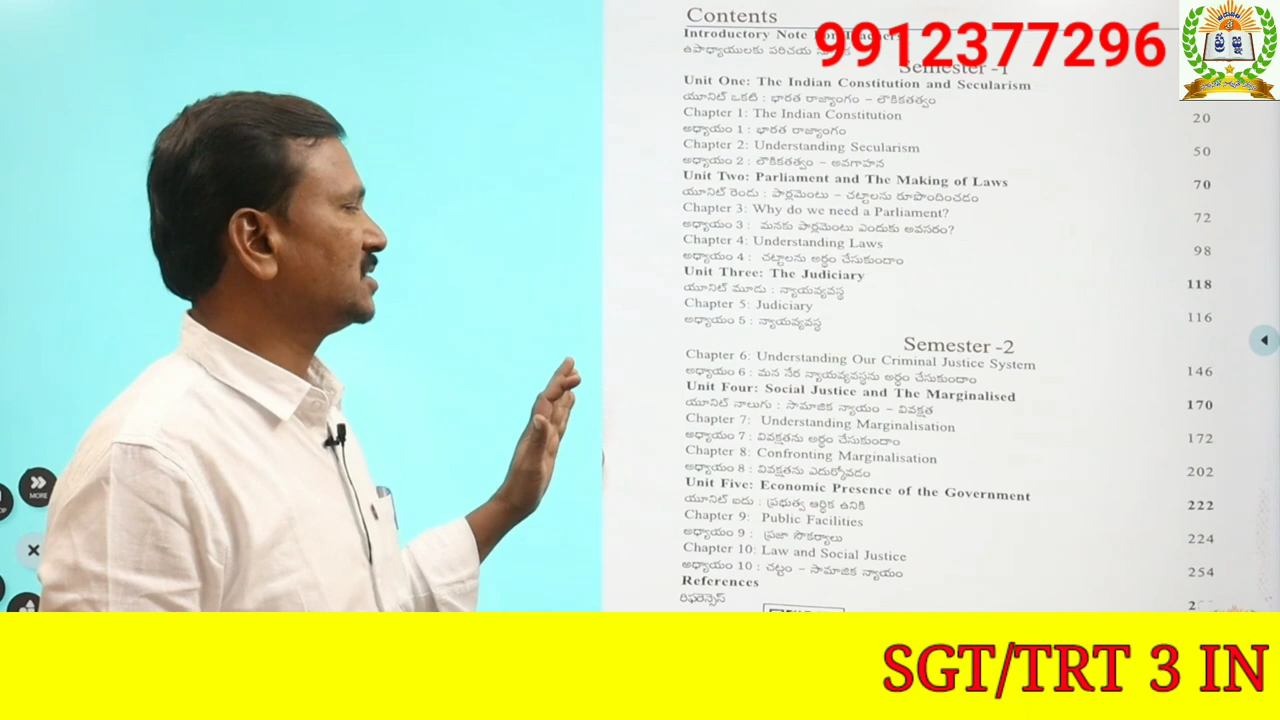 Contents
9912377296
Introductory Note For Teachers
ఉపాధ్యాయులకు పరిచయ
Semester -1
Unit One: The Indian Constitution and Secularism
యూనిట్ ఒకటి : భారత రాజ్యాంగం - లౌకికతత్వం
Chapter 1: The Indian Constitution 20
అధ్యాయం 1 : భారత రాజ్యాంగం
Chapter 2: Understanding Secularism 50
అధ్యాయం 2 : లౌకికతత్వం - అవగాహన
Unit Two: Parliament and The Making of Laws 70
యూనిట్ రెండు : పార్లమెంటు - చట్టాలను రూపొందించడం
Chapter 3: Why do we need a Parliament? 72
అధ్యాయం 3 : మనకు పార్లమెంటు ఎందుకు అవసరం?
Chapter 4: Understanding Laws 98
అధ్యాయం 4 : చట్టాలను అర్థం చేసుకుందాం
Unit Three: The Judiciary 118
యూనిట్ మూడు : న్యాయవ్యవస్థ
Chapter 5: Judiciary 116
అధ్యాయం 5 : న్యాయవ్యవస్థ
Semester -2
Chapter 6: Understanding Our Criminal Justice System 146
అధ్యాయం 6 : మన నేర న్యాయవ్యవస్థను అర్థం చేసుకుందాం
Unit Four: Social Justice and The Marginalised 170
యూనిట్ నాలుగు : సామాజిక న్యాయం - వివక్షత
Chapter 7: Understanding Marginalisation 172
అధ్యాయం 7 : వివక్షతను అర్థం చేసుకుందాం
Chapter 8: Confronting Marginalisation 202
అధ్యాయం 8 : వివక్షతను ఎదుర్కోవడం
Unit Five: Economic Presence of the Government 222
యూనిట్ ఐదు : ప్రభుత్వ ఆర్థిక ఉనికి
Chapter 9: Public Facilities 224
అధ్యాయం 9 : ప్రజా సౌకర్యాలు
Chapter 10: Law and Social Justice 254
అధ్యాయం 10 : చట్టం - సామాజిక న్యాయం
References
రిఫరెన్సెస్
MORE
SGT/TRT 3 IN